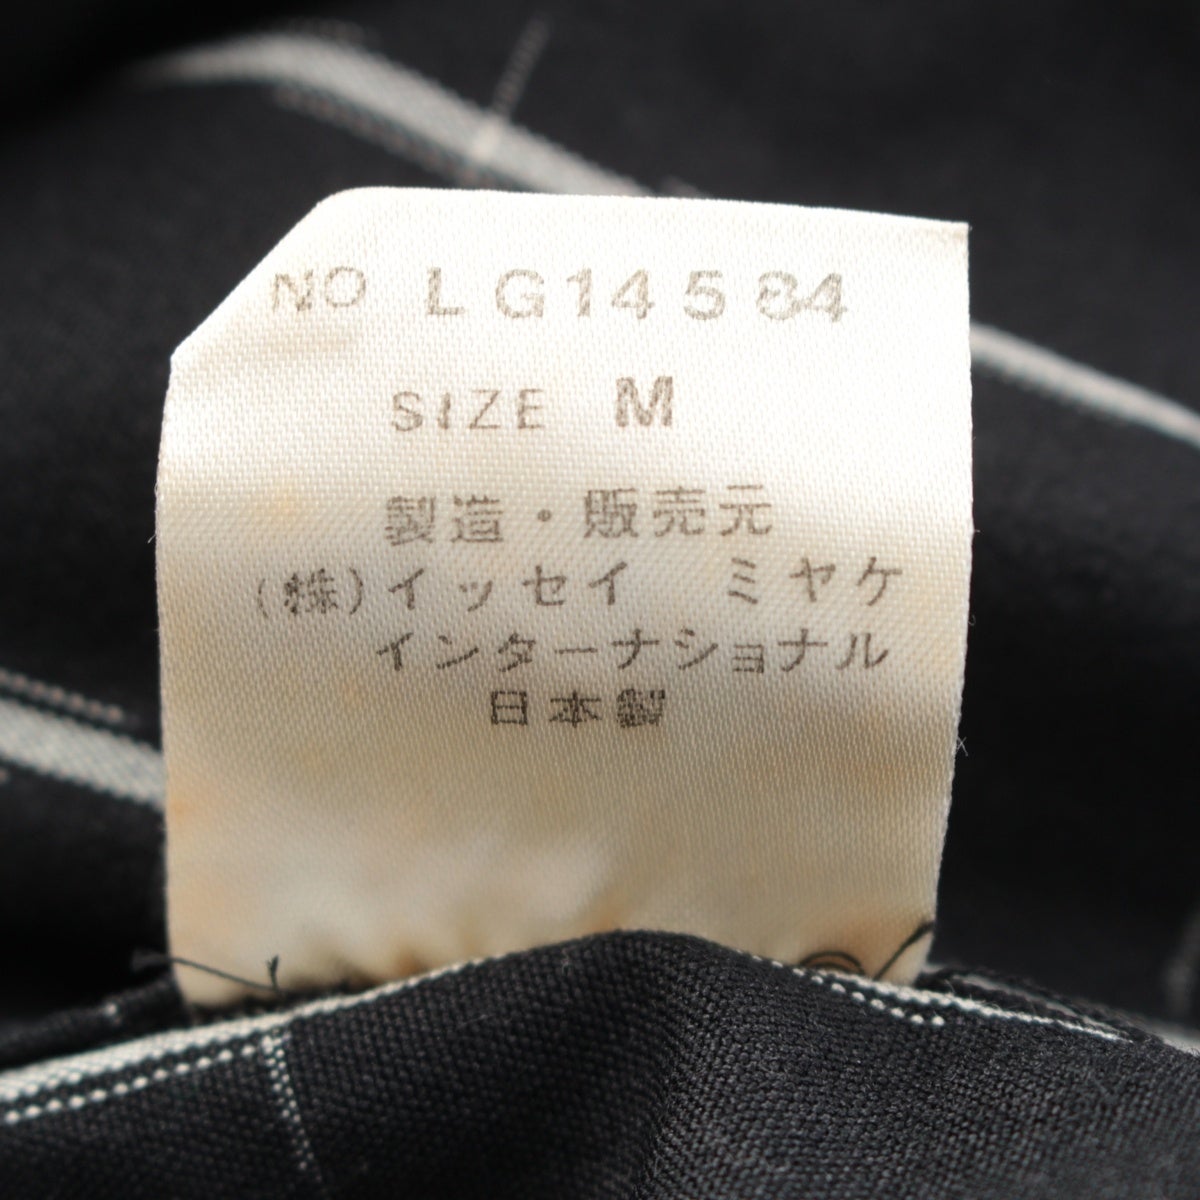 NO LG14584
SIZE M
製造・販売元
(株)イッセイ ミヤケ
インターナショナル
日本製